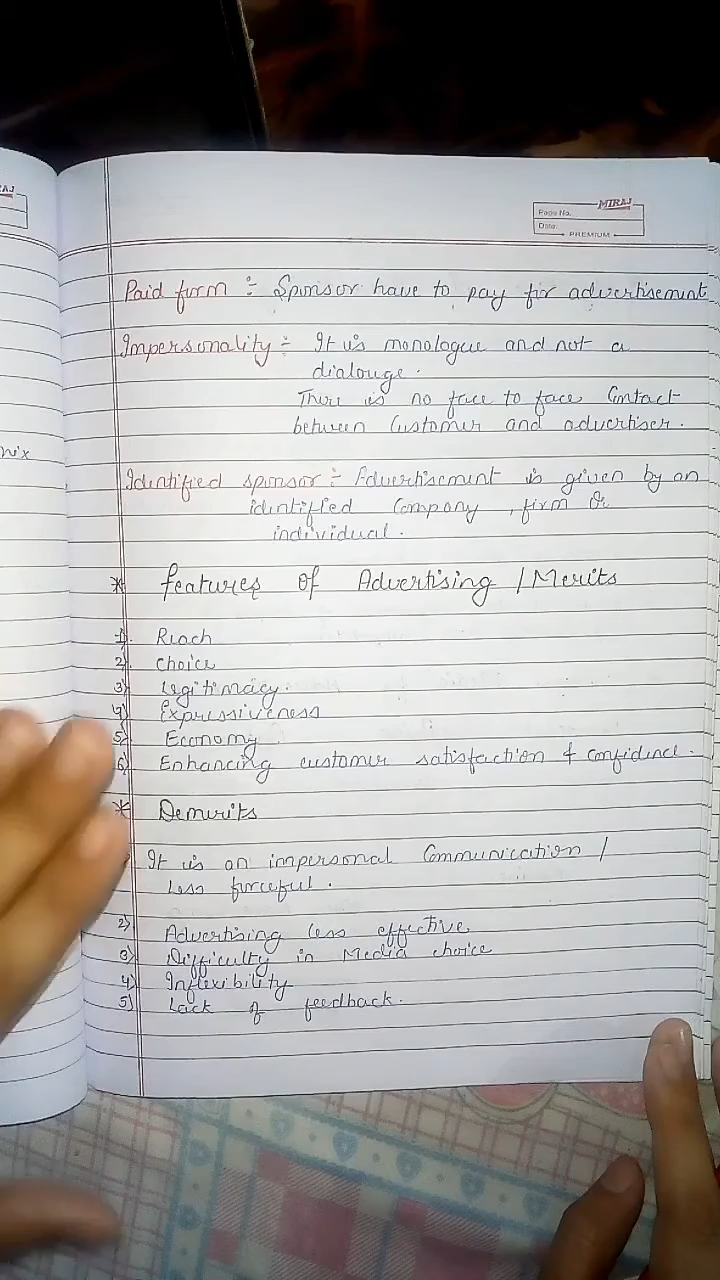 AJ
MIRAJ
Page No.
Date:
PREMIUM
Paid form ÷ Sponsor have to pay for advertisement
Impersonality ÷ It is monologue and not a
dialouge.
There is no face to face Contact
between Customer and advertiser.
mix
Identified sponsor ÷ Advertisement is given by an
identified Company, firm or
individual.
* features of Advertising / Merits
1). Reach
2). choice
3) Legitimacy.
4) Expressiveness
5) Economy
6) Enhancing customer satisfaction & confidence.
* Demerits
It is an impersonal Communication /
Less forceful.
2) Advertising less effective
3) Difficulty in Media choice
4) Inflexibility
5) Lack of feedback.